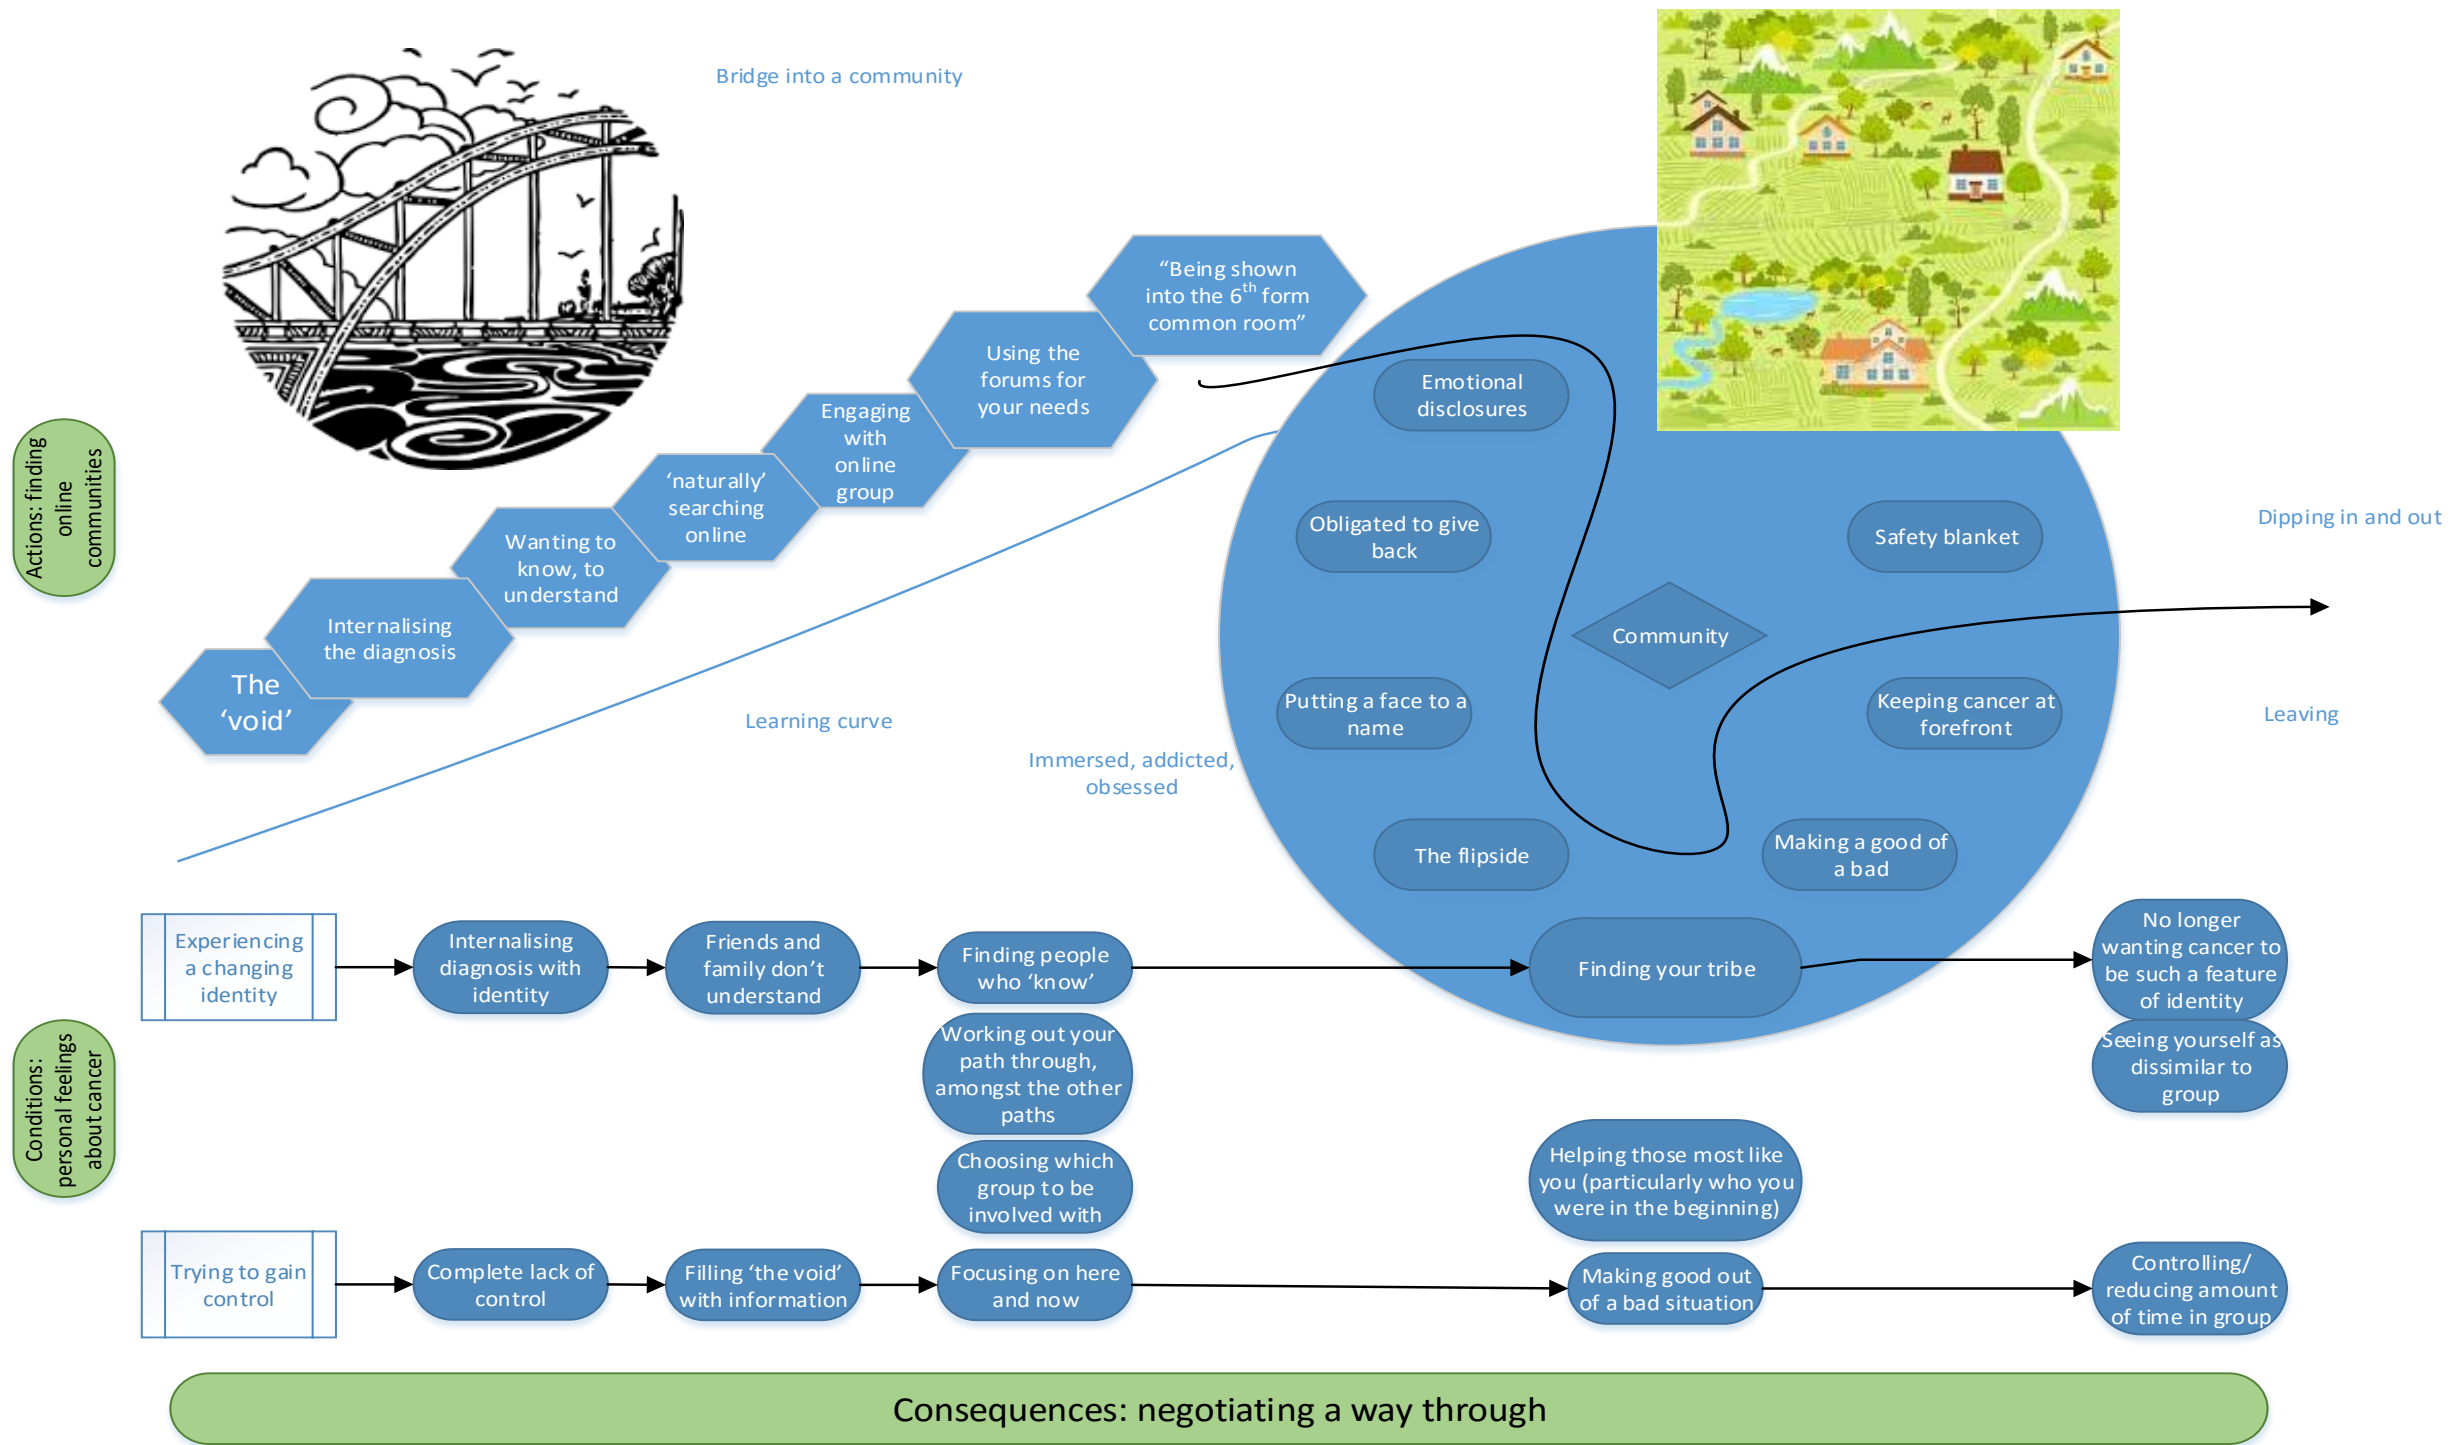 Bridge into a community
“Being shown
into the 6th form
common room”
Using the
forums for
your needs
Engaging
with
online
group
‘naturally’
searching
online
Wanting to
know, to
understand
Internalising
the diagnosis
The
‘void’
Actions: finding
online
communities
Learning curve
Immersed, addicted,
obsessed
Emotional
disclosures
Obligated to give
back
Safety blanket
Community
Putting a face to a
name
Keeping cancer at
forefront
The flipside
Making a good of
a bad
Dipping in and out
Leaving
Conditions:
personal feelings
about cancer
Experiencing
a changing
identity
Internalising
diagnosis with
identity
Friends and
family don’t
understand
Finding people
who ‘know’
Finding your tribe
No longer
wanting cancer to
be such a feature
of identity
Working out your
path through,
amongst the other
paths
Seeing yourself as
dissimilar to
group
Choosing which
group to be
involved with
Helping those most like
you (particularly who you
were in the beginning)
Trying to gain
control
Complete lack of
control
Filling ‘the void’
with information
Focusing on here
and now
Making good out
of a bad situation
Controlling/
reducing amount
of time in group
Consequences: negotiating a way through